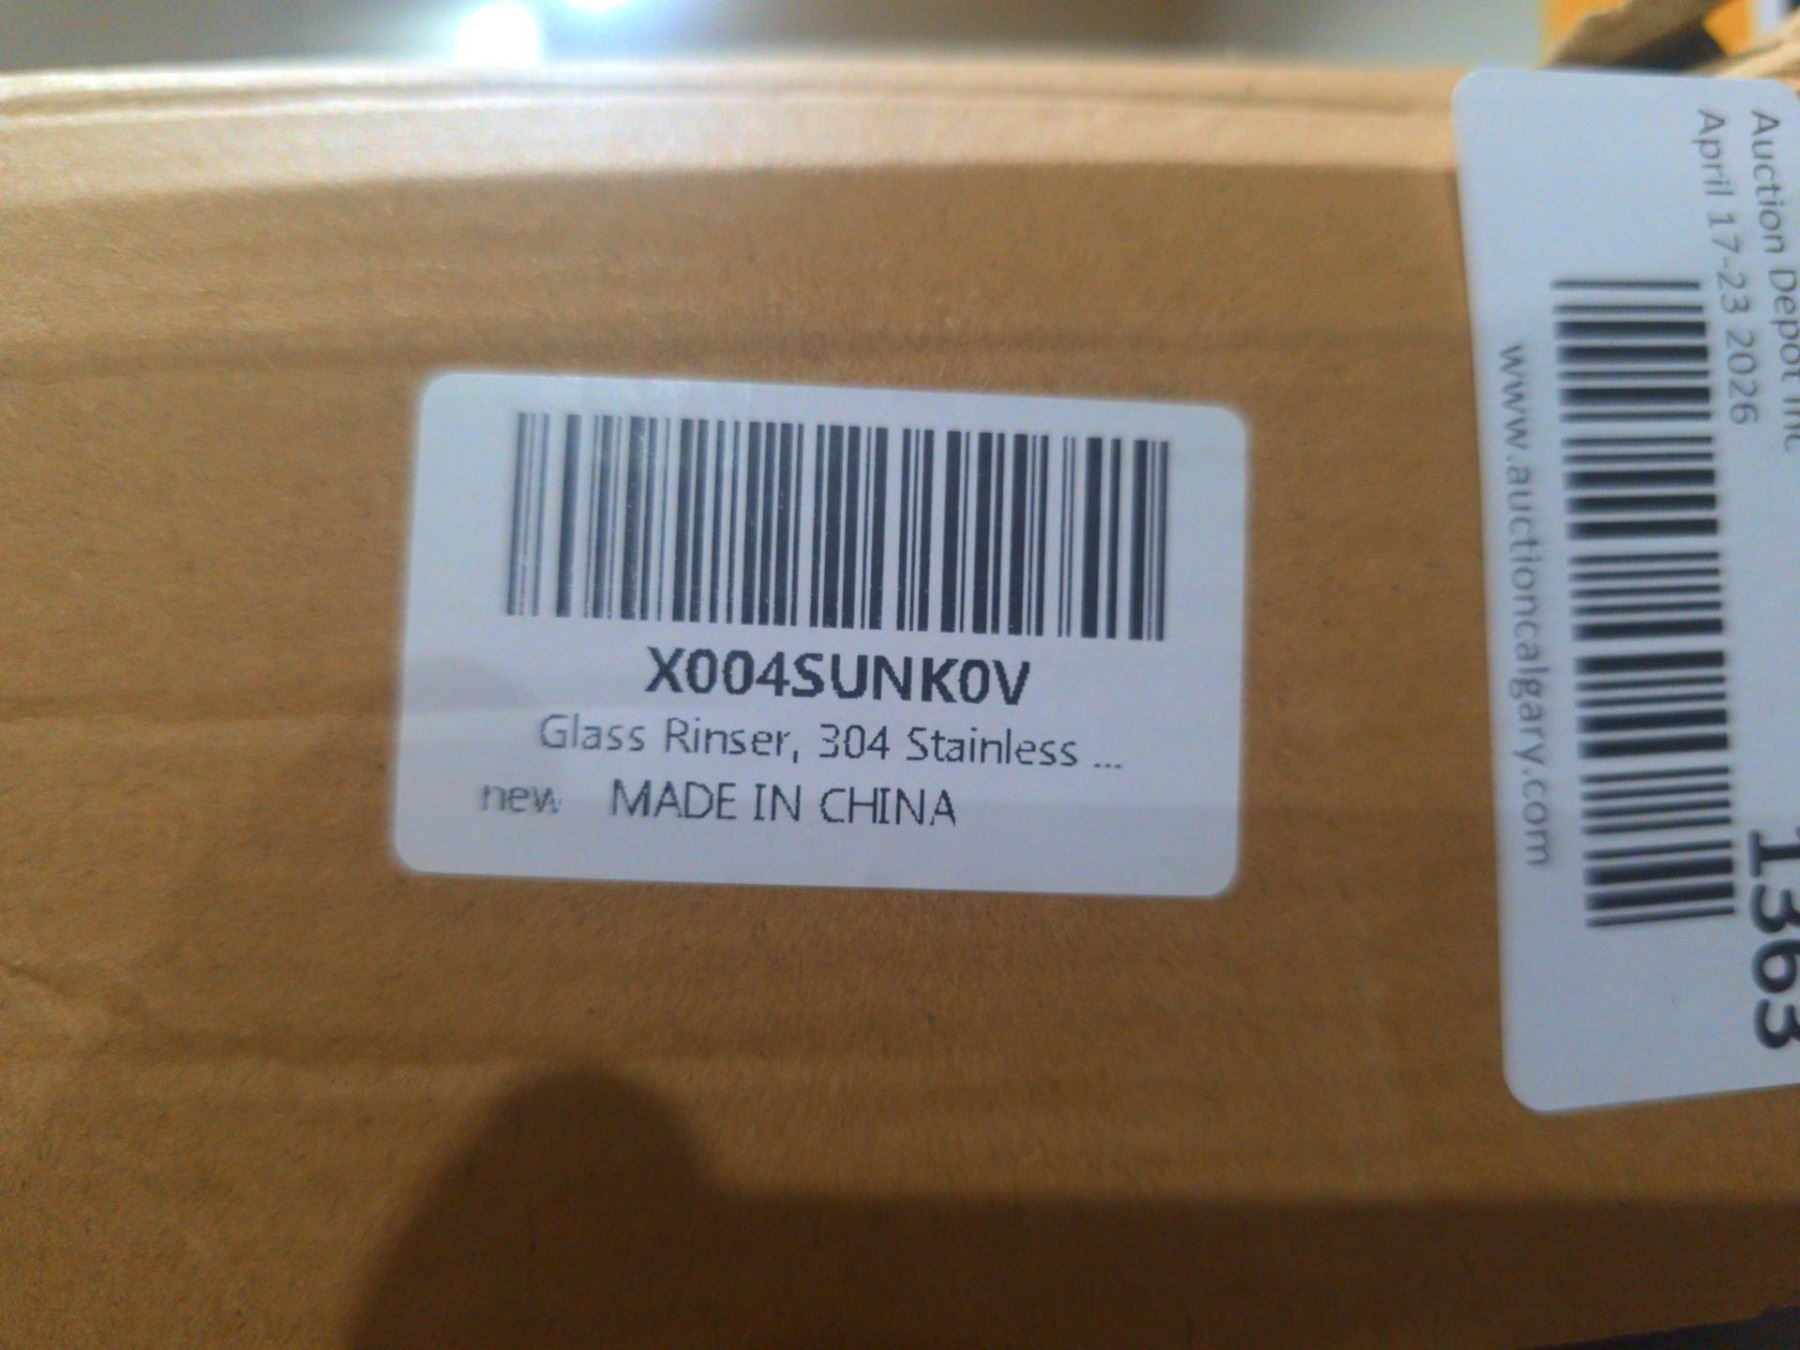 X004SUNK0V
Glass Rinser, 304 Stainless ...
new MADE IN CHINA
Auction Depot Inc
April 17-23 2026
www.auctioncalgary.com
1363